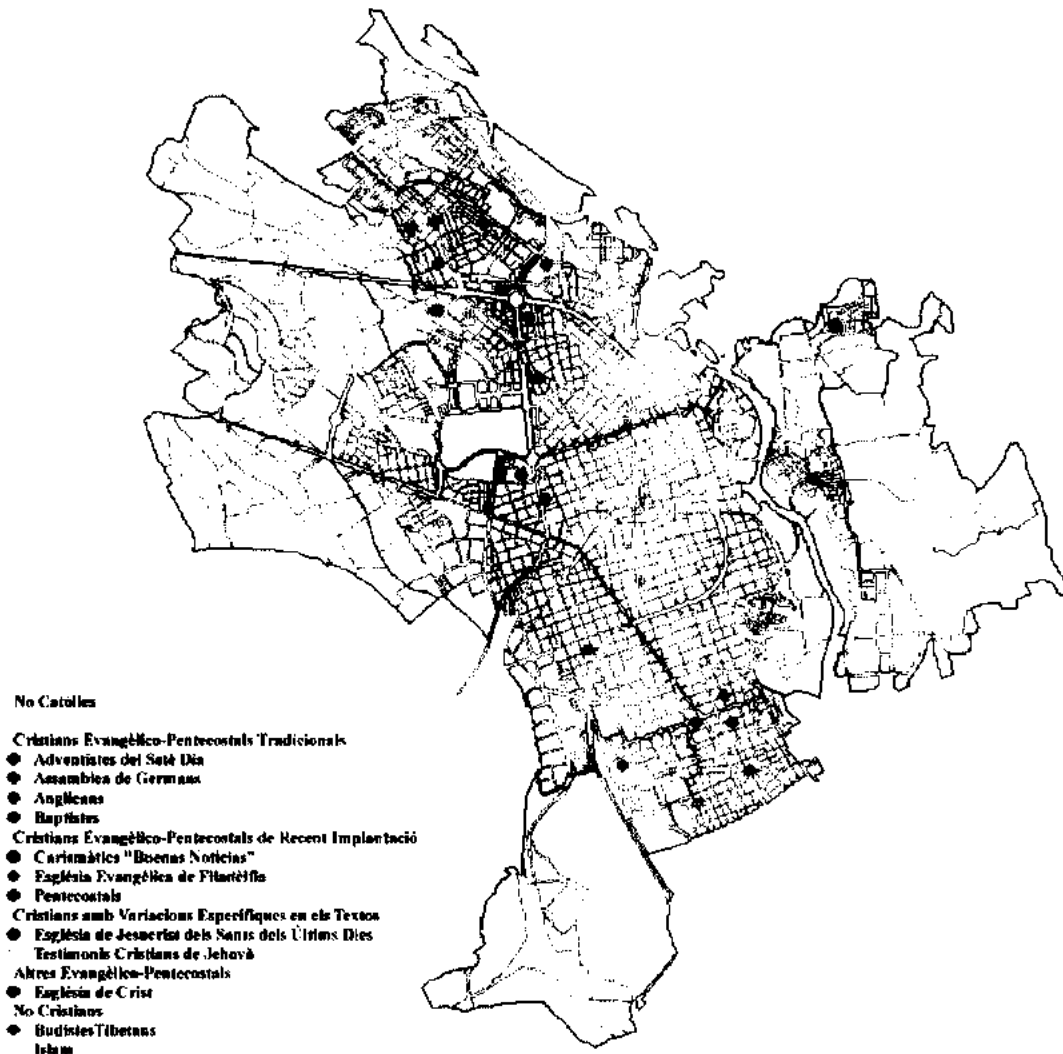 No Catòlics
Cristians Evangèlico-Pentecostals Tradicionals
Adventistes del Setè Dia
Assamblea de Germans
Anglicans
Baptistes
Cristians Evangèlico-Pentecostals de Recent Implantació
Carismàtics "Buenas Noticias"
Església Evangèlica de Filadèlfia
Pentecostals
Cristians amb Variacions Específiques en els Textos
Església de Jesucrist dels Sants dels Últims Dies
Testimonis Cristians de Jehovà
Altres Evangèlico-Pentecostals
Església de Crist
No Cristians
Budistes Tibetans
Islam